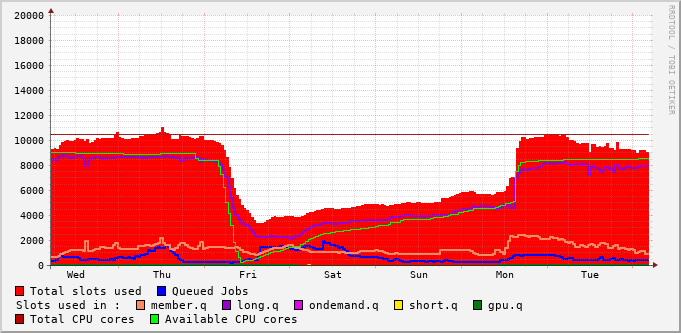 20000
18000
16000
14000
12000
10000
8000
6000
4000
2000
0
Wed Thu Fri Sat Sun Mon Tue
Total slots used Queued Jobs
Slots used in : member.q long.q ondemand.q short.q gpu.q
Total CPU cores Available CPU cores
RRDTOOL / TOBI OETIKER